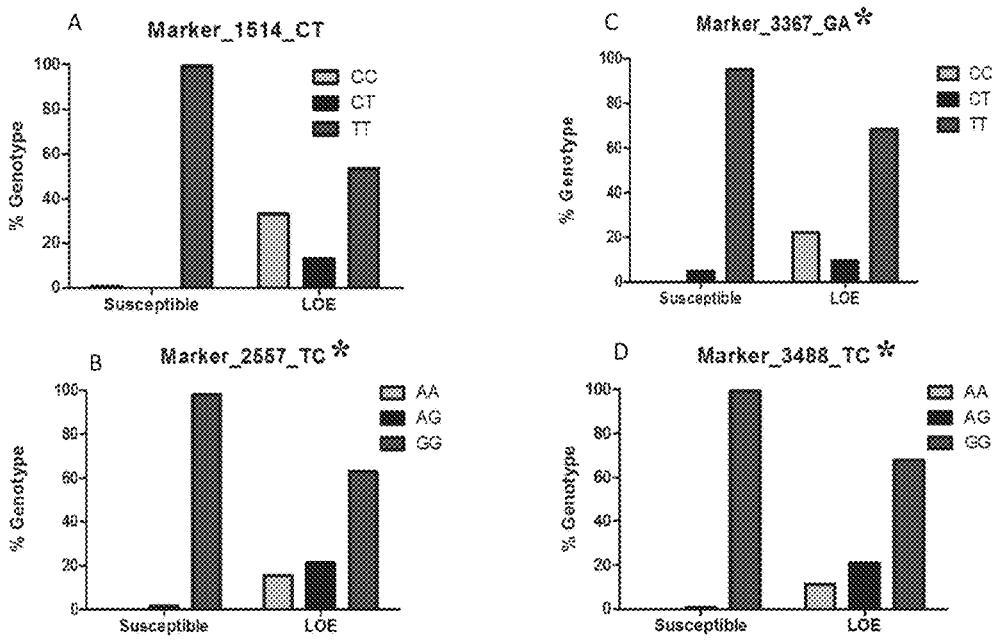 A
Marker_1514_CT
100
80
60
40
20
0
% Genotype
CC
CT
TT
Susceptible
LOE
B
Marker_2557_TC*
100
80
60
40
20
0
% Genotype
AA
AG
GG
Susceptible
LOE
C
Marker_3367_GA*
100
80
60
40
20
0
% Genotype
CC
CT
TT
Susceptible
LOE
D
Marker_3488_TC*
100
80
60
40
20
0
% Genotype
AA
AG
GG
Susceptible
LOE